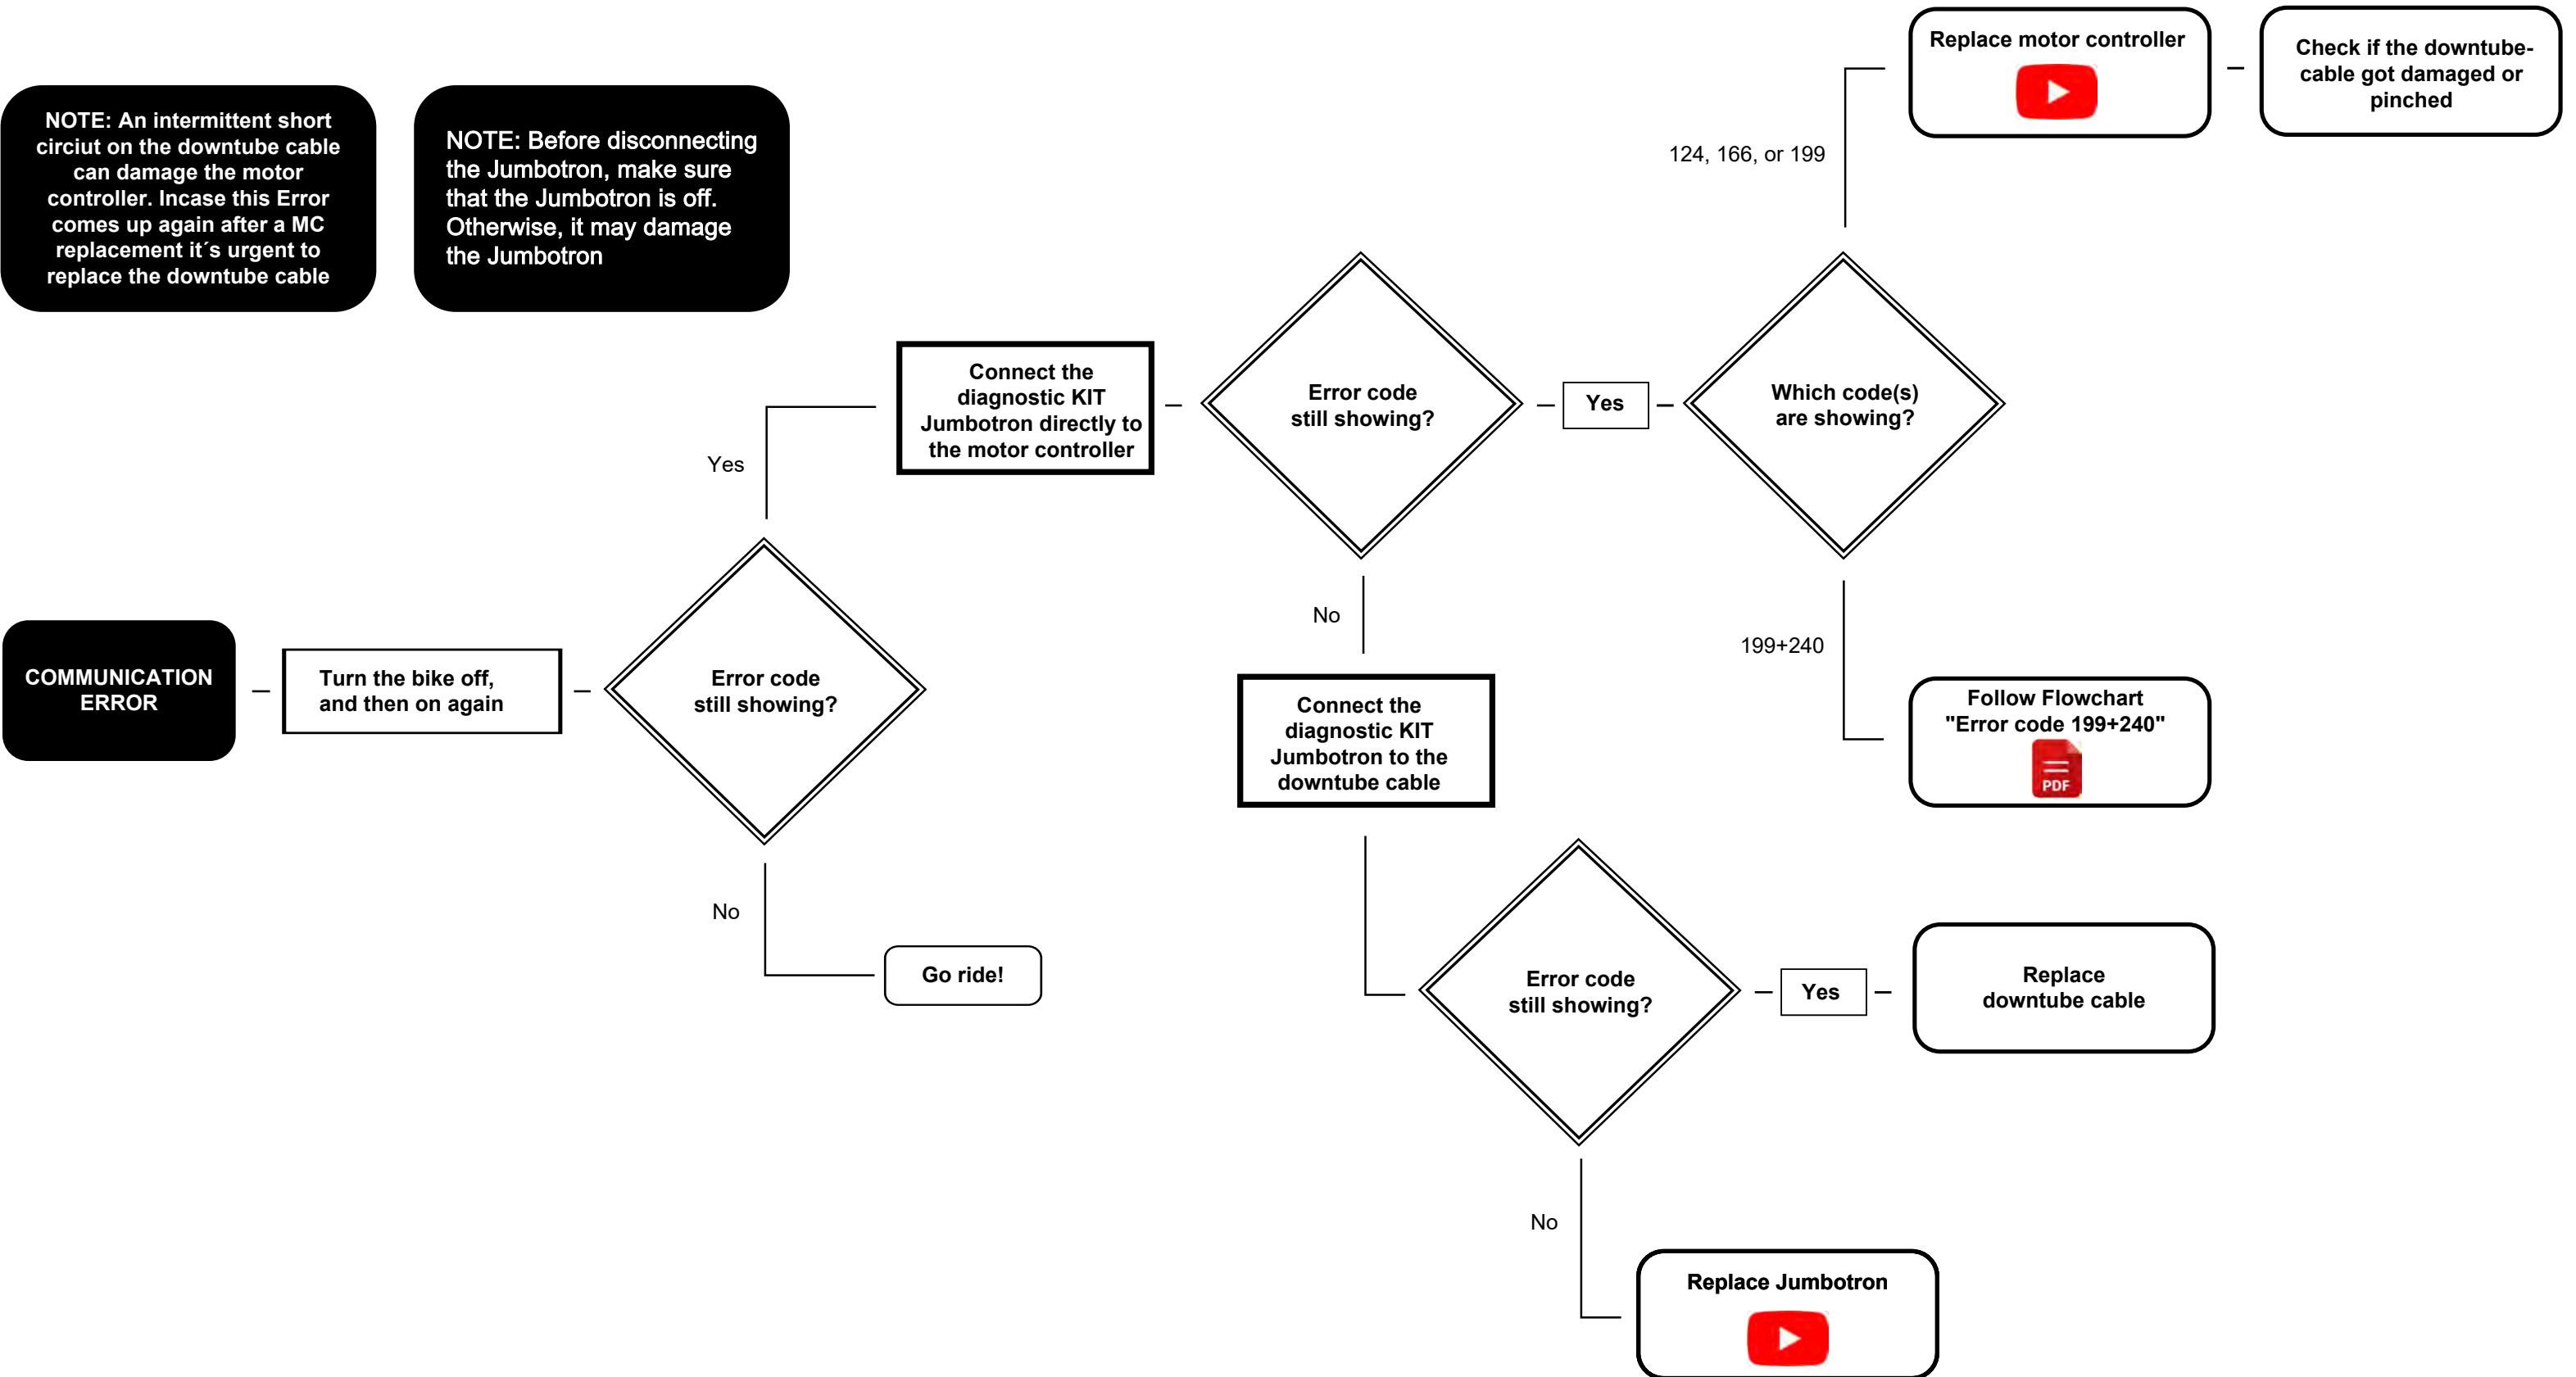 Replace motor controller
Check if the downtube-
cable got damaged or
pinched
NOTE: An intermittent short
circiut on the downtube cable
can damage the motor
controller. Incase this Error
comes up again after a MC
replacement it´s urgent to
replace the downtube cable
NOTE: Before disconnecting
the Jumbotron, make sure
that the Jumbotron is off.
Otherwise, it may damage
the Jumbotron
124, 166, or 199
Connect the
diagnostic KIT
Jumbotron directly to
the motor controller
Error code
still showing?
Yes
Which code(s)
are showing?
Yes
No
199+240
COMMUNICATION
ERROR
Turn the bike off,
and then on again
Error code
still showing?
Connect the
diagnostic KIT
Jumbotron to the
downtube cable
Follow Flowchart
"Error code 199+240"
PDF
No
Go ride!
Error code
still showing?
Yes
Replace
downtube cable
No
Replace Jumbotron